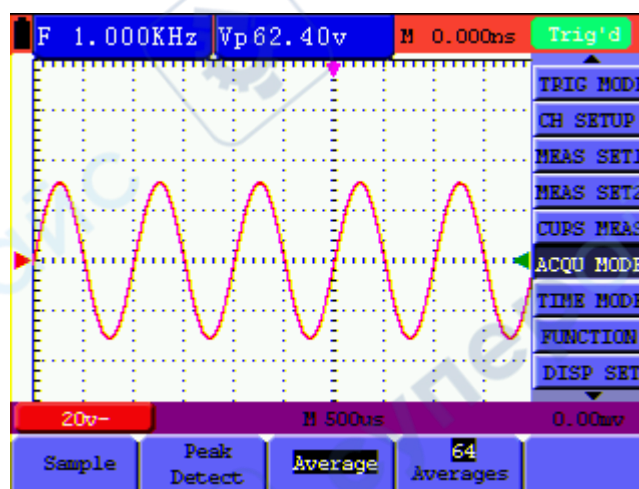 F 1.000KHz Vp62.40v M 0.000ns Trig'd
TRIG MODE
CH SETUP
MEAS SET1
MEAS SET2
CURS MEAS
ACQU MODE
TIME MODE
FUNCTION
DISP SET
20v~ M 500us 0.00mv
Sample
Peak
Detect
Average
64
Averages